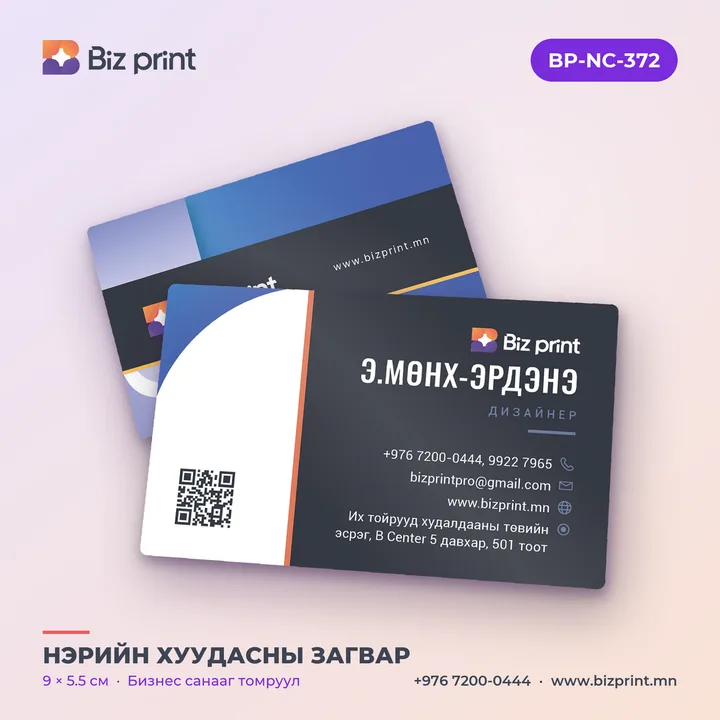 Biz print
BP-NC-372
www.bizprint.mn
Biz print
Э.МӨНХ-ЭРДЭНЭ
ДИЗАЙНЕР
+976 7200-0444, 9922 7965
bizprintpro@gmail.com
www.bizprint.mn
Их тойрууд худалдааны төвийн
эсрэг, B Center 5 давхар, 501 тоот
НЭРИЙН ХУУДАСНЫ ЗАГВАР
9 × 5.5 см · Бизнес санааг томруул
+976 7200-0444 · www.bizprint.mn